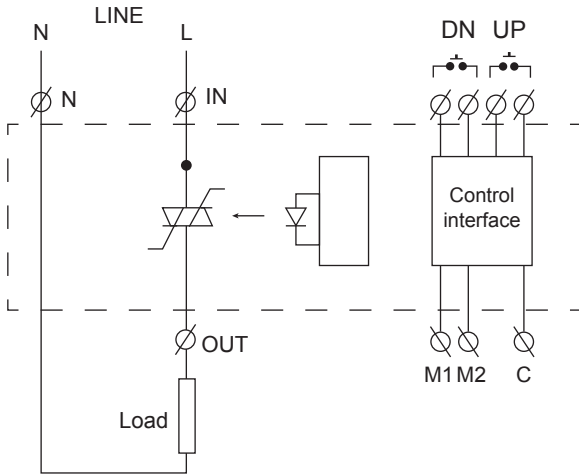 LINE
N L DN UP
N IN
Control
interface
OUT
M1 M2 C
Load